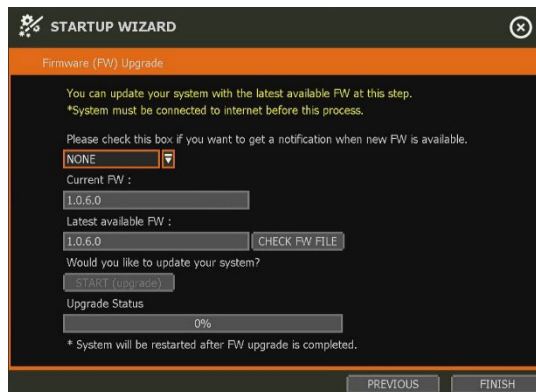 STARTUP WIZARD
Firmware (FW) Upgrade
You can update your system with the latest available FW at this step.
*System must be connected to internet before this process.
Please check this box if you want to get a notification when new FW is available.
NONE
Current FW :
1.0.6.0
Latest available FW :
1.0.6.0 CHECK FW FILE
Would you like to update your system?
START (upgrade)
Upgrade Status
0%
* System will be restarted after FW upgrade is completed.
PREVIOUS FINISH